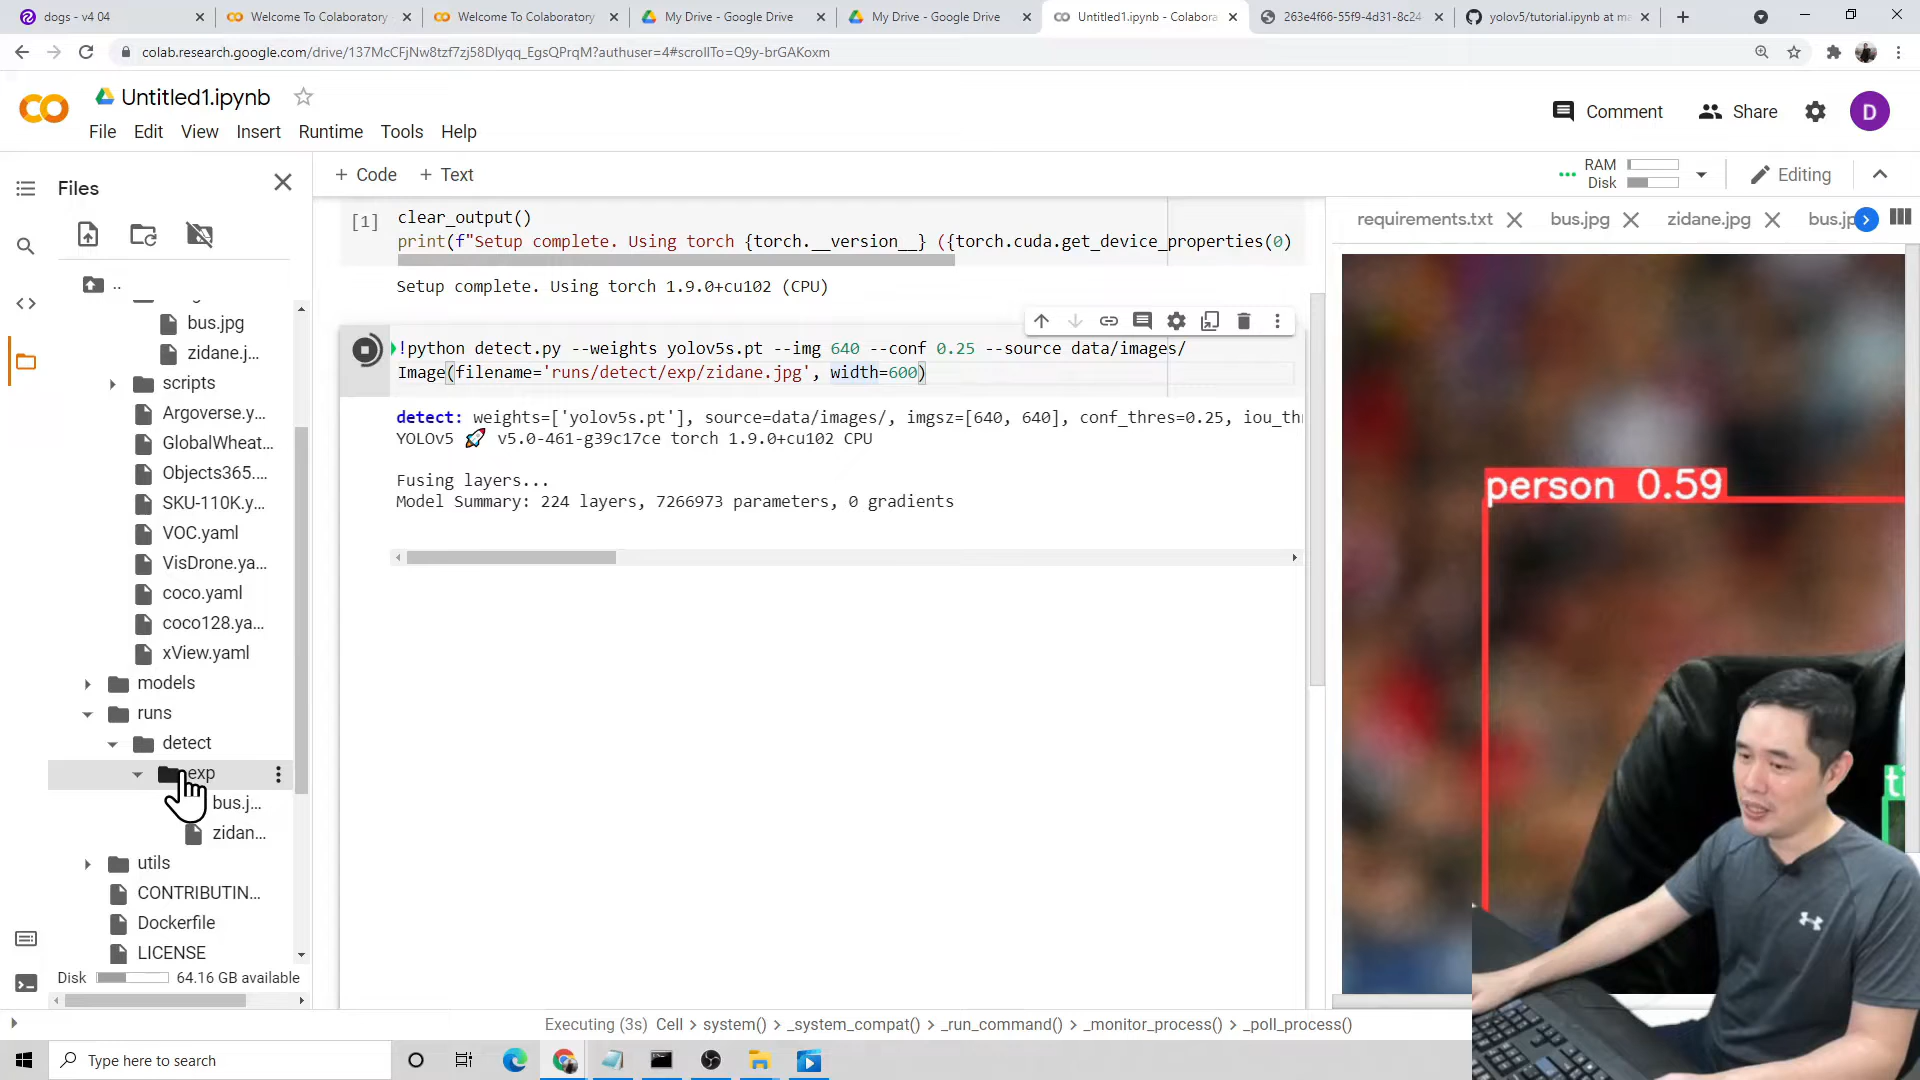 dogs - v4 04
Welcome To Colaboratory
Welcome To Colaboratory
My Drive - Google Drive
My Drive - Google Drive
Untitled1.ipynb - Colabora
263e4f66-55f9-4d31-8c24
yolov5/tutorial.ipynb at ma
colab.research.google.com/drive/137McCFjNw8tzf7zj58Dlyqq_EgsQPrqM?authuser=4#scrollTo=Q9y-brGAKoxm
CO
Untitled1.ipynb
File Edit View Insert Runtime Tools Help
Comment
Share
D
Files
+ Code
+ Text
RAM
Disk
Editing
requirements.txt
bus.jpg
zidane.jpg
bus.jp
..
bus.jpg
zidane.j...
scripts
Argoverse.y...
GlobalWheat...
Objects365....
SKU-110K.y...
VOC.yaml
VisDrone.ya...
coco.yaml
coco128.ya...
xView.yaml
models
runs
detect
exp
bus.j...
zidan...
utils
CONTRIBUTIN...
Dockerfile
LICENSE
Disk
64.16 GB available
[1]
clear_output()
print(f"Setup complete. Using torch {torch.__version__} ({torch.cuda.get_device_properties(0)
Setup complete. Using torch 1.9.0+cu102 (CPU)
!python detect.py --weights yolov5s.pt --img 640 --conf 0.25 --source data/images/
Image(filename='runs/detect/exp/zidane.jpg', width=600)
detect: weights=['yolov5s.pt'], source=data/images/, imgsz=[640, 640], conf_thres=0.25, iou_thr
YOLOv5 🚀 v5.0-461-g39c17ce torch 1.9.0+cu102 CPU
Fusing layers...
Model Summary: 224 layers, 7266973 parameters, 0 gradients
person 0.59
ti
Executing (3s) Cell > system() > _system_compat() > _run_command() > _monitor_process() > _poll_process()
Type here to search